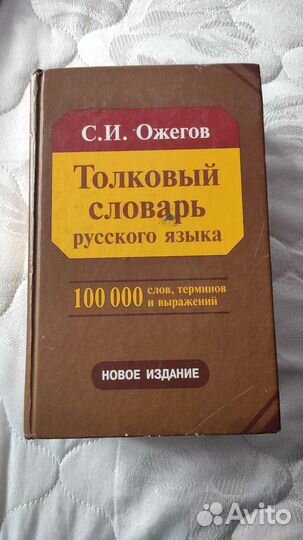 С.И. Ожегов
Толковый
словарь
русского языка
100 000 слов, терминов
и выражений
НОВОЕ ИЗДАНИЕ
Avito